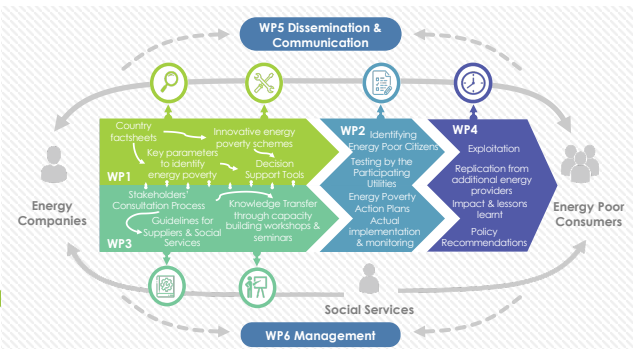 WP5 Dissemination &
Communication
Country
factsheets
Innovative energy
poverty schemes
Key parameters
to identify
energy poverty
Decision
Support Tools
WP1
Stakeholders'
Consultation Process
Knowledge Transfer
through capacity
building workshops &
seminars
Guidelines for
Suppliers & Social
Services
WP3
WP2
Identifying
Energy Poor Citizens
Testing by the
Participating
Utilities
Energy Poverty
Action Plans
Actual
implementation
& monitoring
WP4
Exploitation
Replication from
additional energy
providers
Impact & lessons
learnt
Policy
Recommendations
Energy
Companies
Energy Poor
Consumers
Social Services
WP6 Management